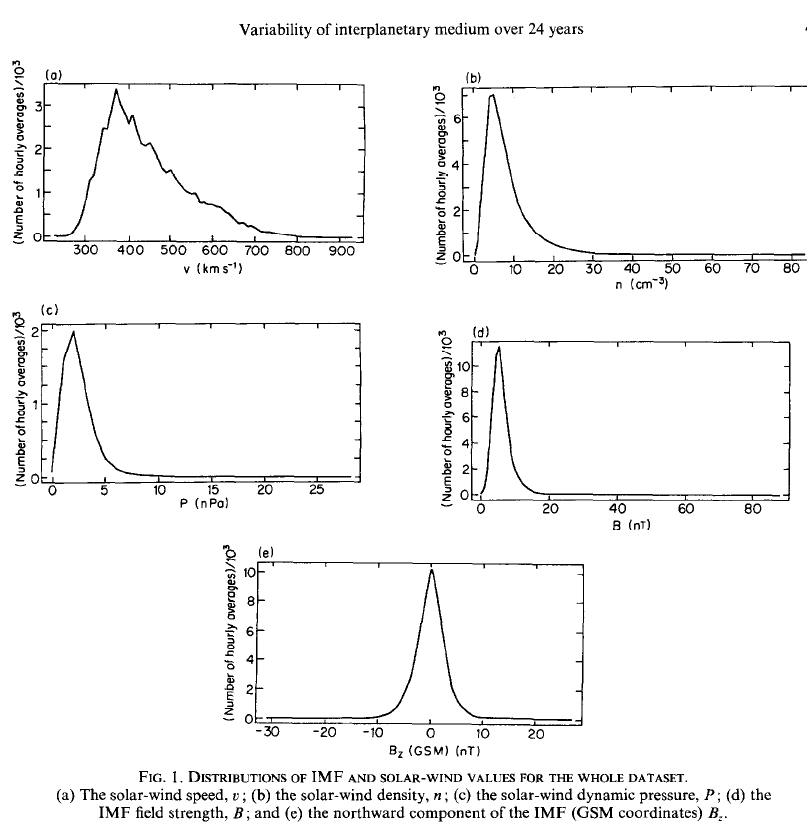 Variability of interplanetary medium over 24 years
(a)
(Number of hourly averages)/10³
3
2
1
0
300 400 500 600 700 800 900
v (km s⁻¹)
(b)
(Number of hourly averages)/10³
6
4
2
0
0 10 20 30 40 50 60 70 80
n (cm⁻³)
(c)
(Number of hourly averages)/10³
2
1
0
0 5 10 15 20 25
P (nPa)
(d)
(Number of hourly averages)/10³
10
8
6
4
2
0
0 20 40 60 80
B (nT)
(e)
(Number of hourly averages)/10³
10
8
6
4
2
0
-30 -20 -10 0 10 20
B_z (GSM) (nT)
FIG. 1. DISTRIBUTIONS OF IMF AND SOLAR-WIND VALUES FOR THE WHOLE DATASET.
(a) The solar-wind speed, v; (b) the solar-wind density, n; (c) the solar-wind dynamic pressure, P; (d) the
IMF field strength, B; and (e) the northward component of the IMF (GSM coordinates) B_z.